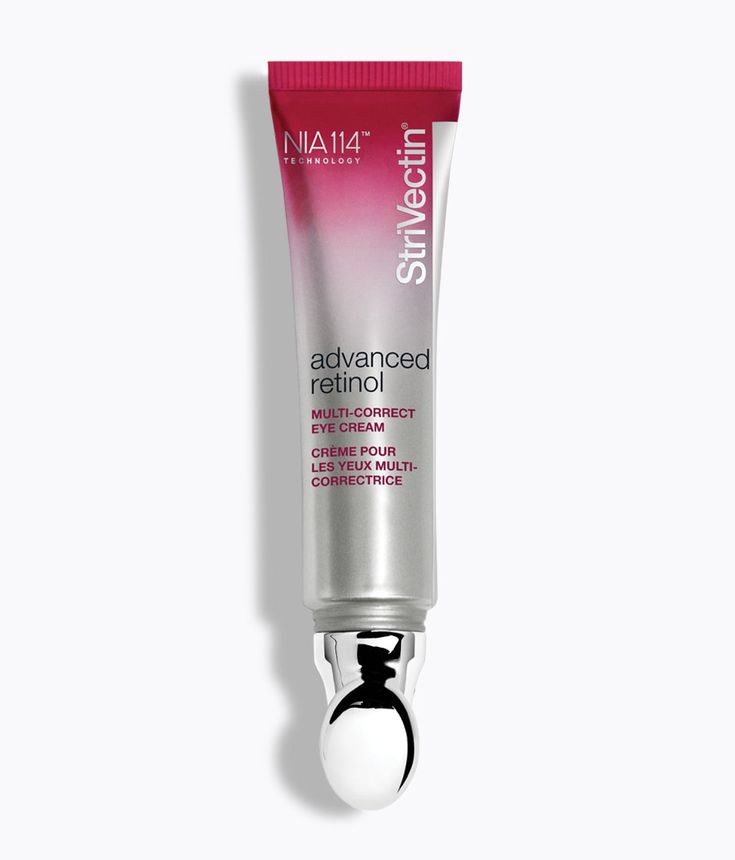 NIA114™
TECHNOLOGY
StriVectin®
advanced
retinol
MULTI-CORRECT
EYE CREAM
CRÈME POUR
LES YEUX MULTI-
CORRECTRICE